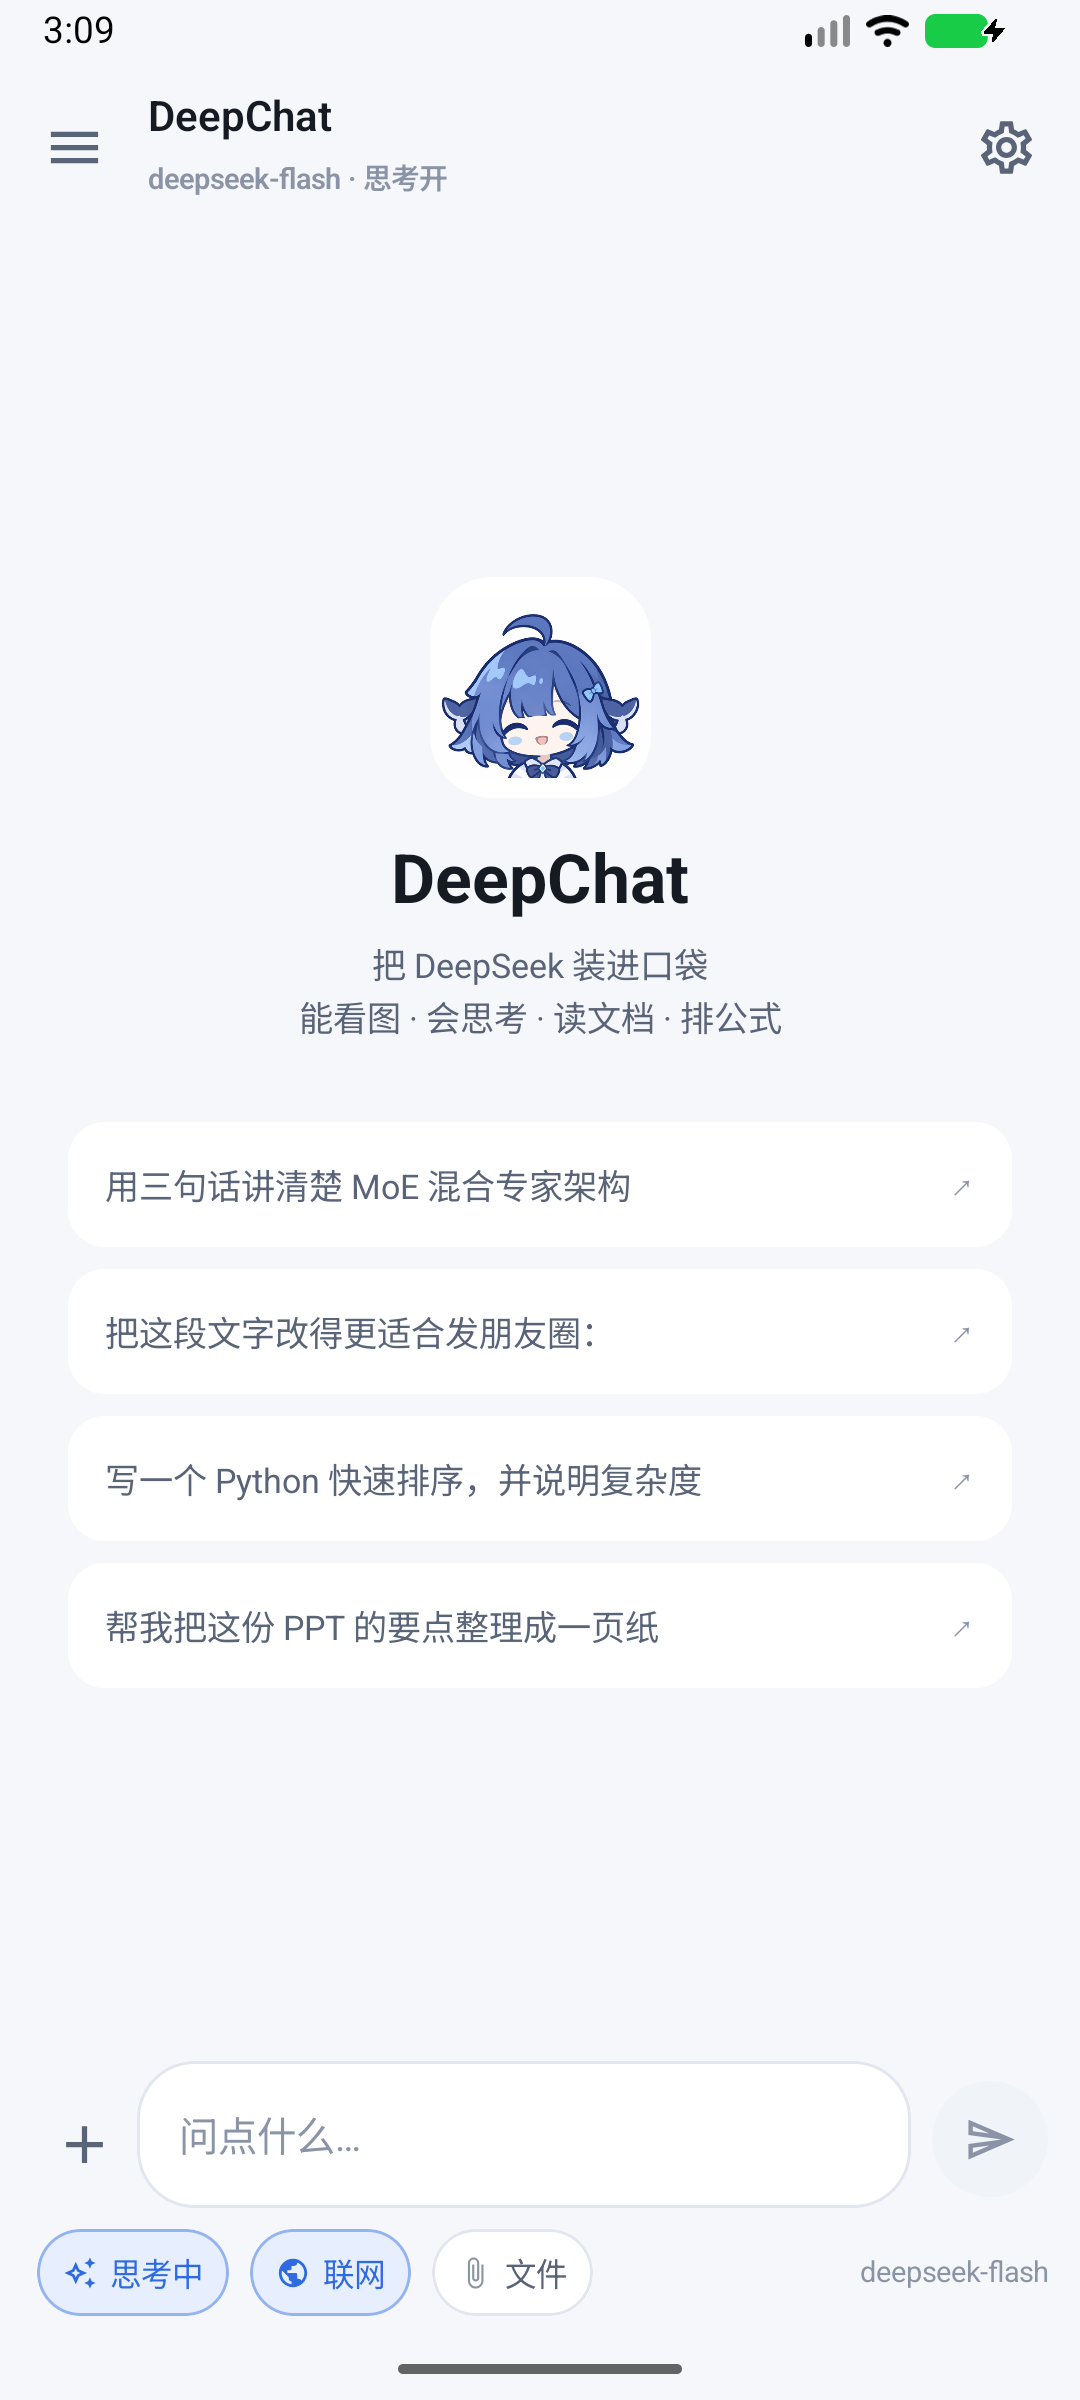 3:09
DeepChat
deepseek-flash · 思考开
DeepChat
把 DeepSeek 装进口袋
能看图 · 会思考 · 读文档 · 排公式
用三句话讲清楚 MoE 混合专家架构
把这段文字改得更适合发朋友圈：
写一个 Python 快速排序，并说明复杂度
帮我把这份 PPT 的要点整理成一页纸
问点什么…
思考中
联网
文件
deepseek-flash